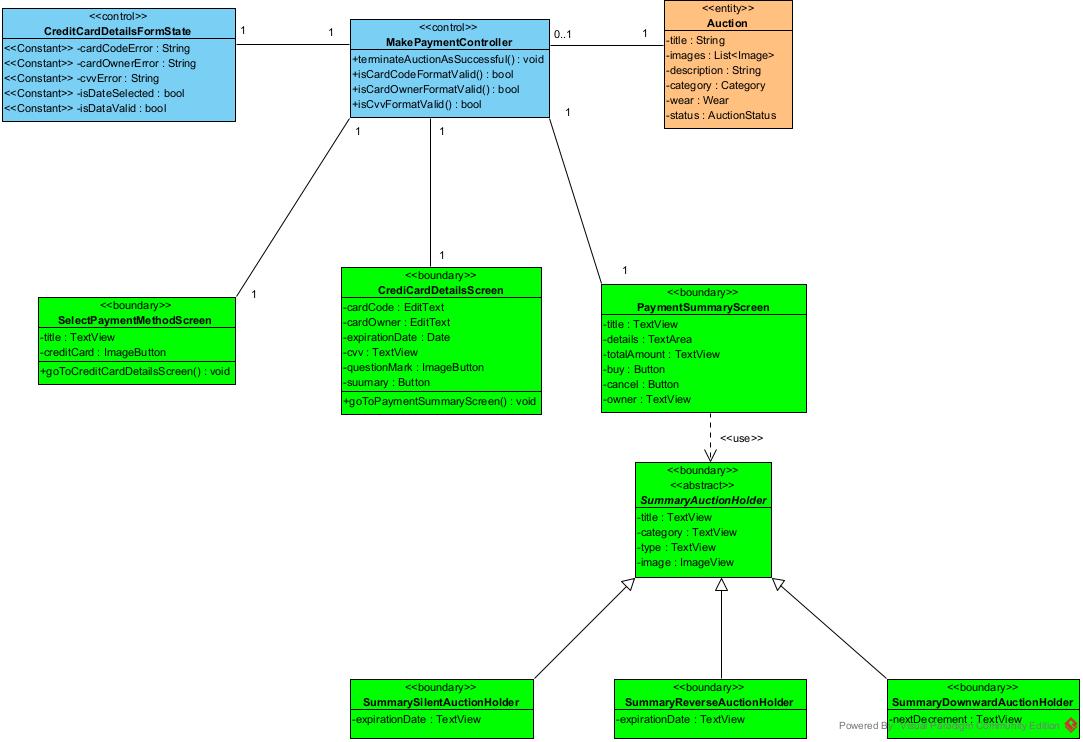 <<control>>
CreditCardDetailsFormState
<<Constant>> -cardCodeError : String
<<Constant>> -cardOwnerError : String
<<Constant>> -cvvError : String
<<Constant>> -isDateSelected : bool
<<Constant>> -isDataValid : bool
1
1
<<control>>
MakePaymentController
+terminateAuctionAsSuccessful() : void
+isCardCodeFormatValid() : bool
+isCardOwnerFormatValid() : bool
+isCvvFormatValid() : bool
0..1
1
<<entity>>
Auction
-title : String
-images : List<Image>
-description : String
-category : Category
-wear : Wear
-status : AuctionStatus
1
1
1
1
1
1
<<boundary>>
SelectPaymentMethodScreen
-title : TextView
-creditCard : ImageButton
+goToCreditCardDetailsScreen() : void
<<boundary>>
CrediCardDetailsScreen
-cardCode : EditText
-cardOwner : EditText
-expirationDate : Date
-cvv : TextView
-questionMark : ImageButton
-suumary : Button
+goToPaymentSummaryScreen() : void
<<boundary>>
PaymentSummaryScreen
-title : TextView
-details : TextArea
-totalAmount : TextView
-buy : Button
-cancel : Button
-owner : TextView
<<use>>
<<boundary>>
<<abstract>>
SummaryAuctionHolder
-title : TextView
-category : TextView
-type : TextView
-image : ImageView
<<boundary>>
SummarySilentAuctionHolder
-expirationDate : TextView
<<boundary>>
SummaryReverseAuctionHolder
-expirationDate : TextView
<<boundary>>
SummaryDownwardAuctionHolder
-nextDecrement : TextView
Powered By Visual Paradigm Community Edition